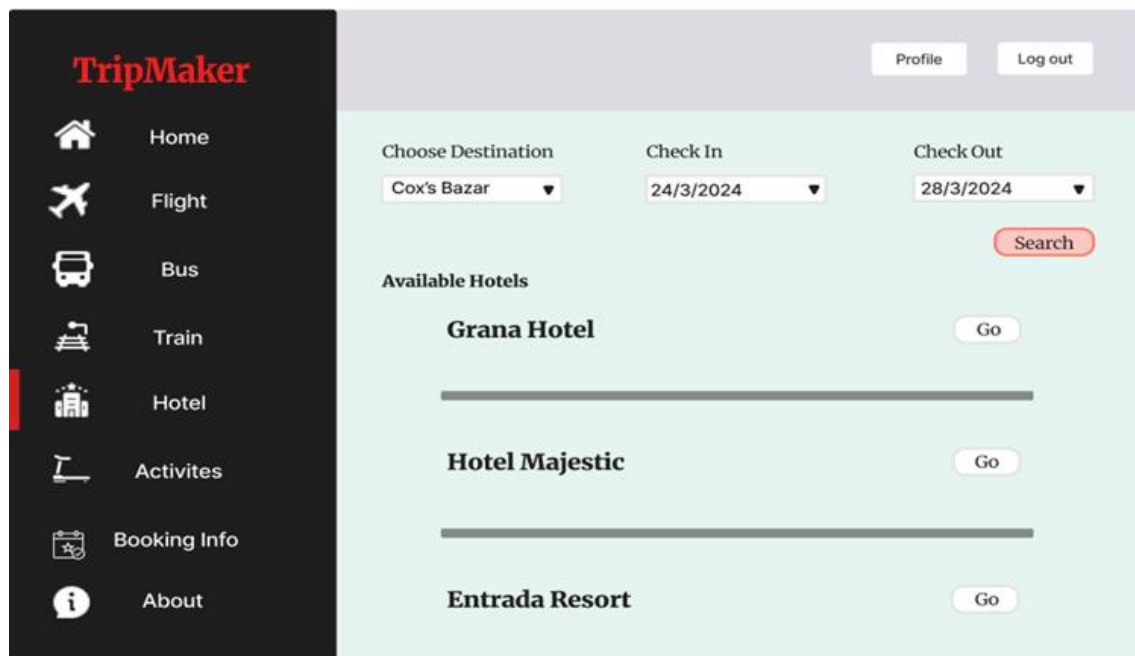 TripMaker
Home
Flight
Bus
Train
Hotel
Activites
Booking Info
About
Profile Log out
Choose Destination Check In Check Out
Cox's Bazar 24/3/2024 28/3/2024
Search
Available Hotels
Grana Hotel Go
Hotel Majestic Go
Entrada Resort Go